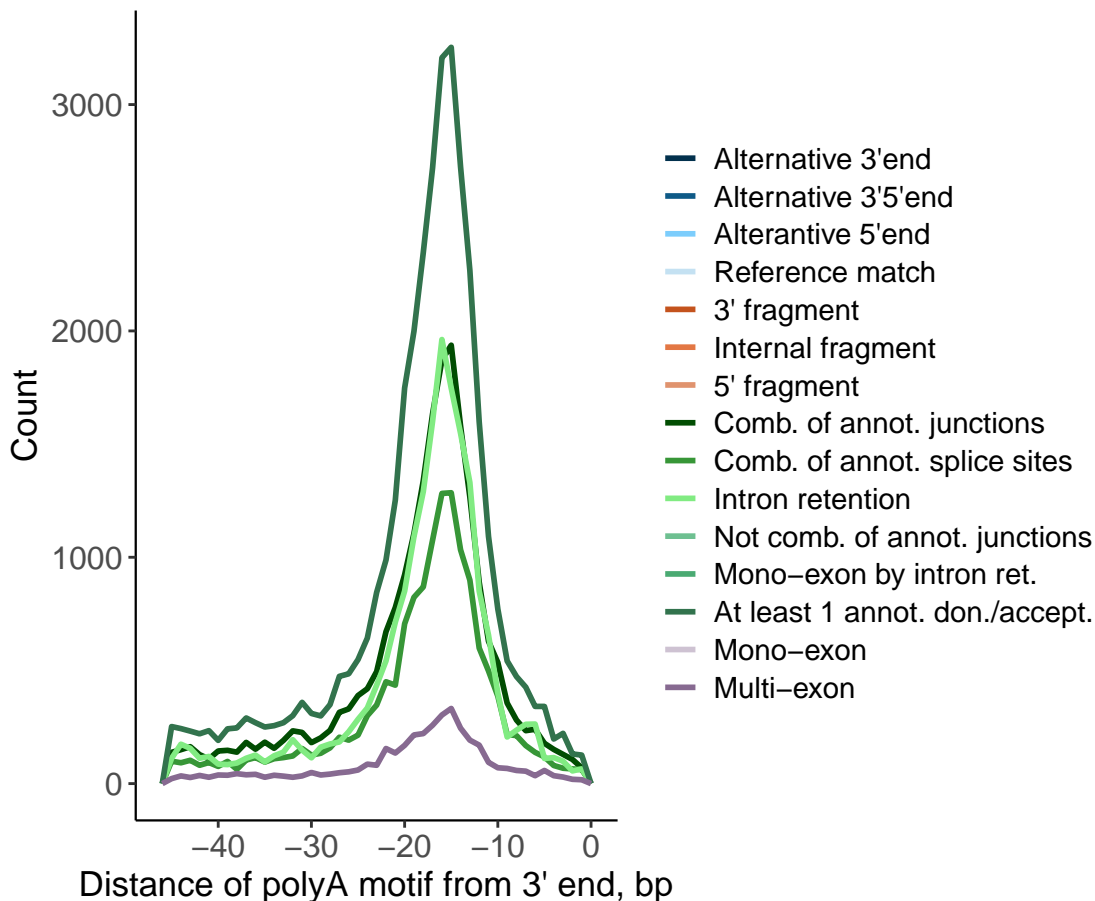 3000
2000
1000
0
Count
−40
−30
−20
−10
0
Distance of polyA motif from 3' end, bp
Alternative 3'end
Alternative 3'5'end
Alterantive 5'end
Reference match
3' fragment
Internal fragment
5' fragment
Comb. of annot. junctions
Comb. of annot. splice sites
Intron retention
Not comb. of annot. junctions
Mono−exon by intron ret.
At least 1 annot. don./accept.
Mono−exon
Multi−exon